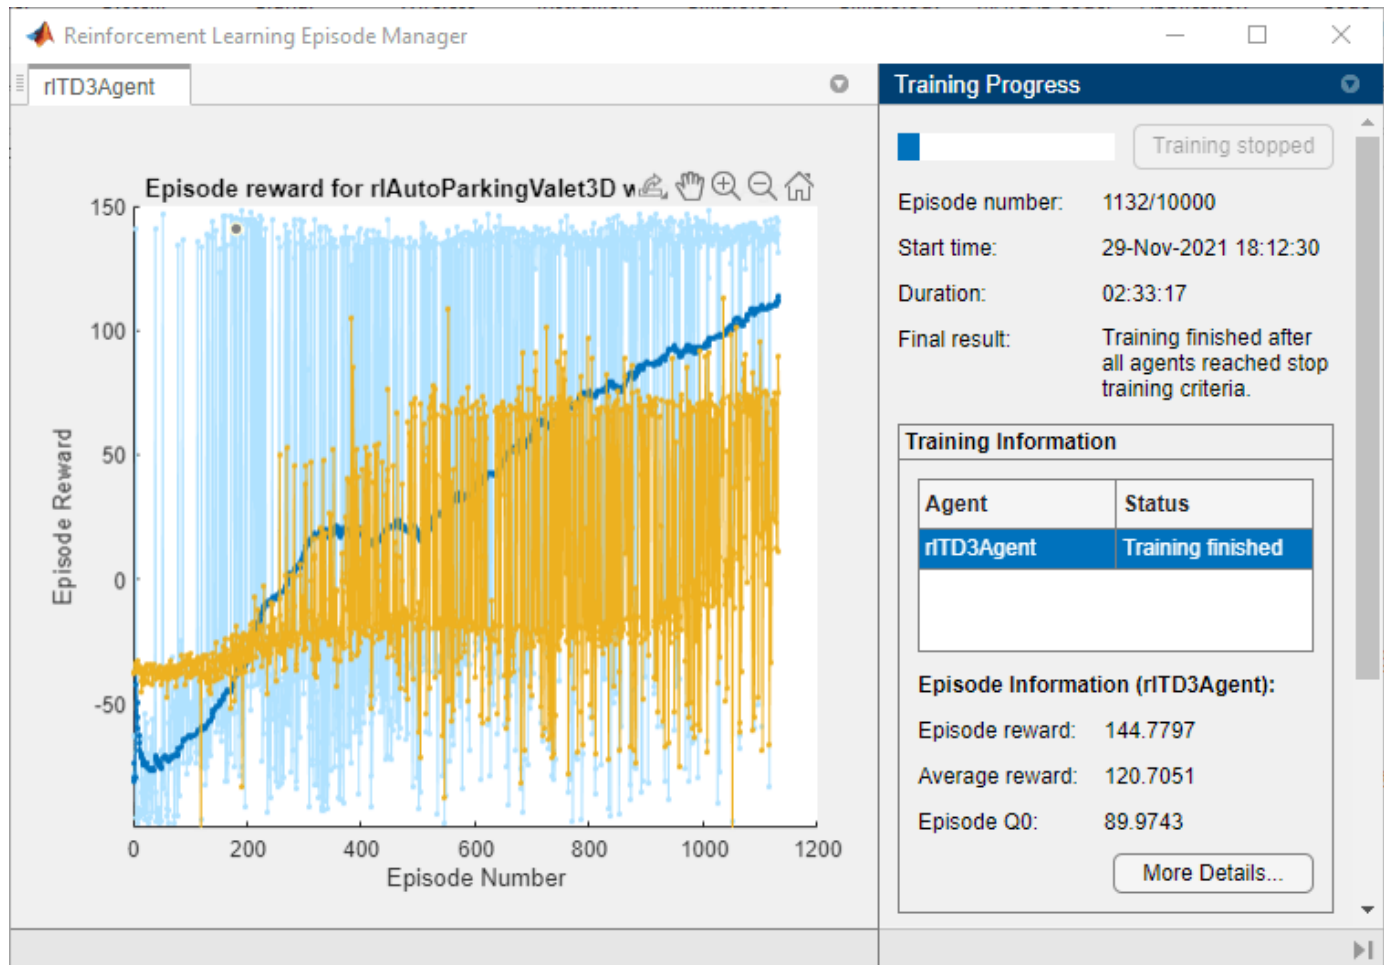 Reinforcement Learning Episode Manager
rlTD3Agent
Training Progress
Training stopped
Episode number: 1132/10000
Start time: 29-Nov-2021 18:12:30
Duration: 02:33:17
Final result: Training finished after
all agents reached stop
training criteria.
Training Information
Agent Status
rlTD3Agent Training finished
Episode Information (rlTD3Agent):
Episode reward: 144.7797
Average reward: 120.7051
Episode Q0: 89.9743
More Details...
Episode reward for rlAutoParkingValet3D w
150
100
50
0
-50
Episode Reward
0 200 400 600 800 1000 1200
Episode Number